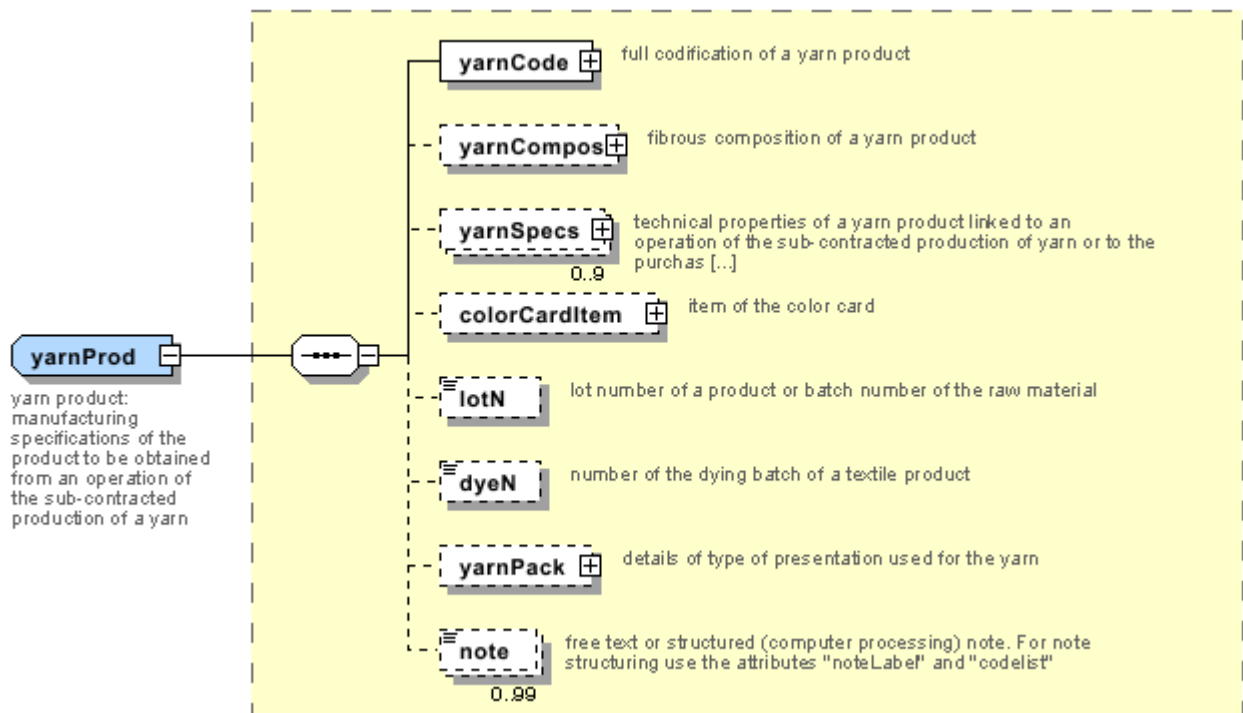 yarnCode
full codification of a yarn product
yarnCompos
fibrous composition of a yarn product
yarnSpecs
technical properties of a yarn product linked to an
operation of the sub-contracted production of yarn or to the
purchas [...]
0..9
colorCardItem
item of the color card
yarnProd
yarn product:
manufacturing
specifications of the
product to be obtained
from an operation of
the sub-contracted
production of a yarn
lotN
lot number of a product or batch number of the raw material
dyeN
number of the dying batch of a textile product
yarnPack
details of type of presentation used for the yarn
note
free text or structured (computer processing) note. For note
structuring use the attributes "noteLabel" and "codelist"
0..99